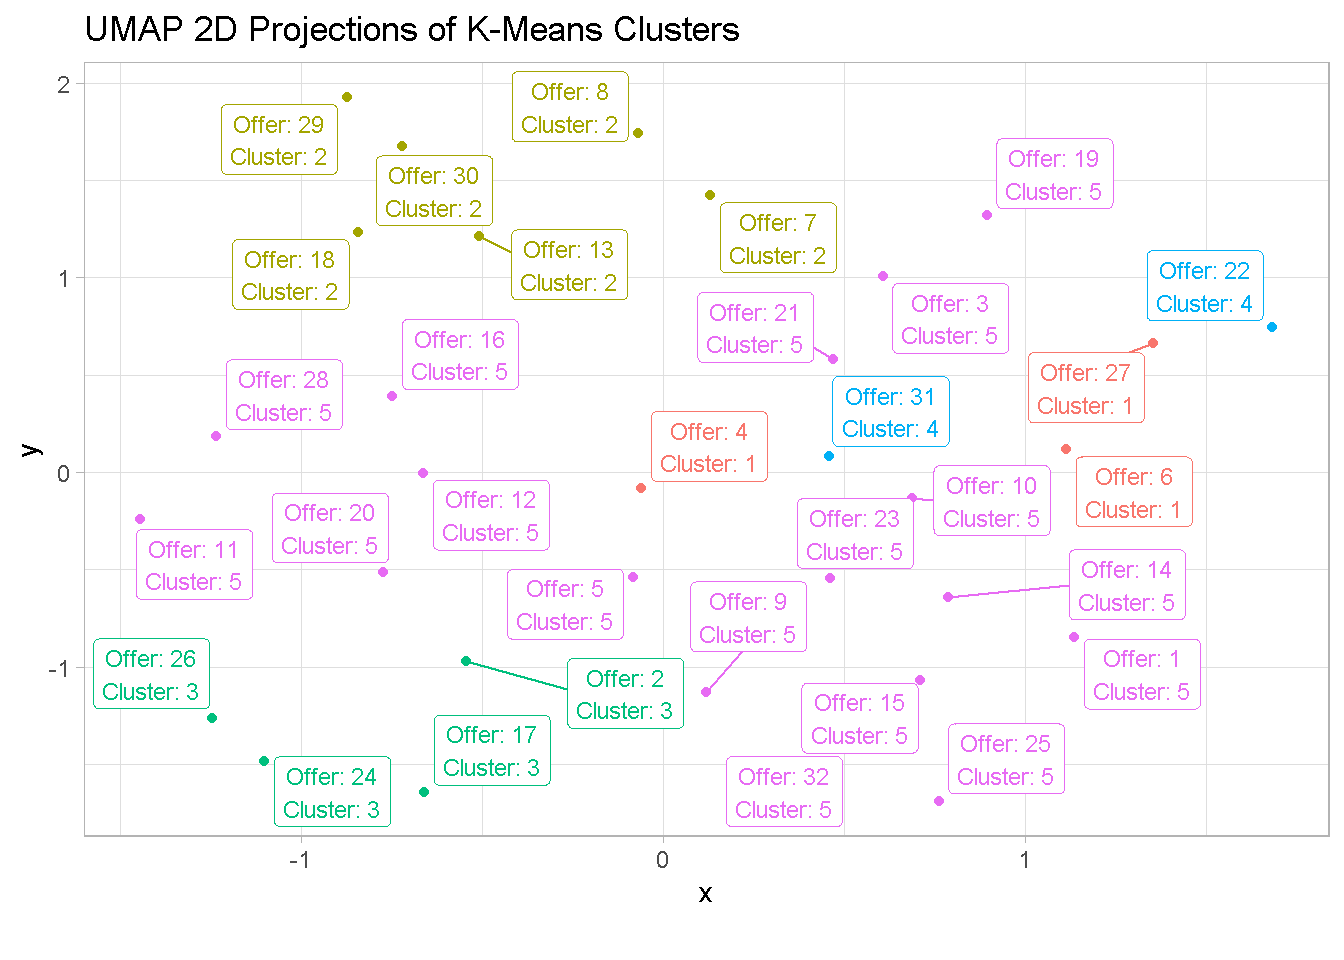 UMAP 2D Projections of K-Means Clusters
2
1
0
-1
y
Offer: 8
Cluster: 2
Offer: 29
Cluster: 2
Offer: 30
Cluster: 2
Offer: 19
Cluster: 5
Offer: 7
Cluster: 2
Offer: 13
Cluster: 2
Offer: 18
Cluster: 2
Offer: 22
Cluster: 4
Offer: 3
Cluster: 5
Offer: 21
Cluster: 5
Offer: 16
Cluster: 5
Offer: 27
Cluster: 1
Offer: 28
Cluster: 5
Offer: 31
Cluster: 4
Offer: 4
Cluster: 1
Offer: 6
Cluster: 1
Offer: 10
Cluster: 5
Offer: 12
Cluster: 5
Offer: 20
Cluster: 5
Offer: 23
Cluster: 5
Offer: 11
Cluster: 5
Offer: 14
Cluster: 5
Offer: 5
Cluster: 5
Offer: 9
Cluster: 5
Offer: 26
Cluster: 3
Offer: 1
Cluster: 5
Offer: 2
Cluster: 3
Offer: 15
Cluster: 5
Offer: 17
Cluster: 3
Offer: 25
Cluster: 5
Offer: 24
Cluster: 3
Offer: 32
Cluster: 5
-1
0
1
x